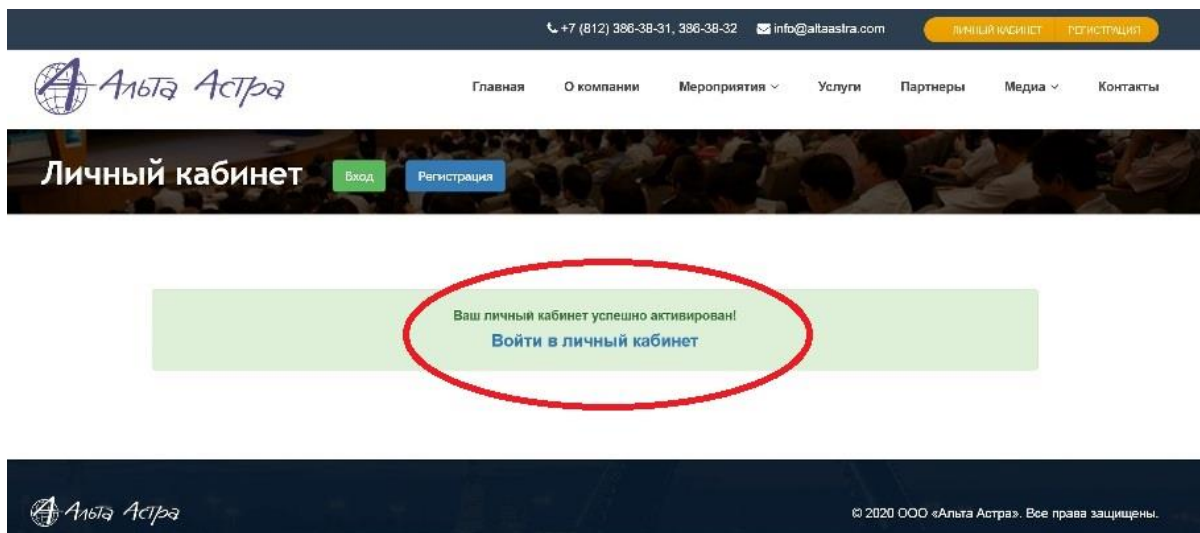 +7 (812) 386-38-31, 386-38-32 info@altaastra.com ЛИЧНЫЙ КАБИНЕТ РЕГИСТРАЦИЯ
Альта Астра Главная О компании Мероприятия Услуги Партнеры Медиа Контакты
Личный кабинет Вход Регистрация
Ваш личный кабинет успешно активирован!
Войти в личный кабинет
Альта Астра © 2020 ООО «Альта Астра». Все права защищены.